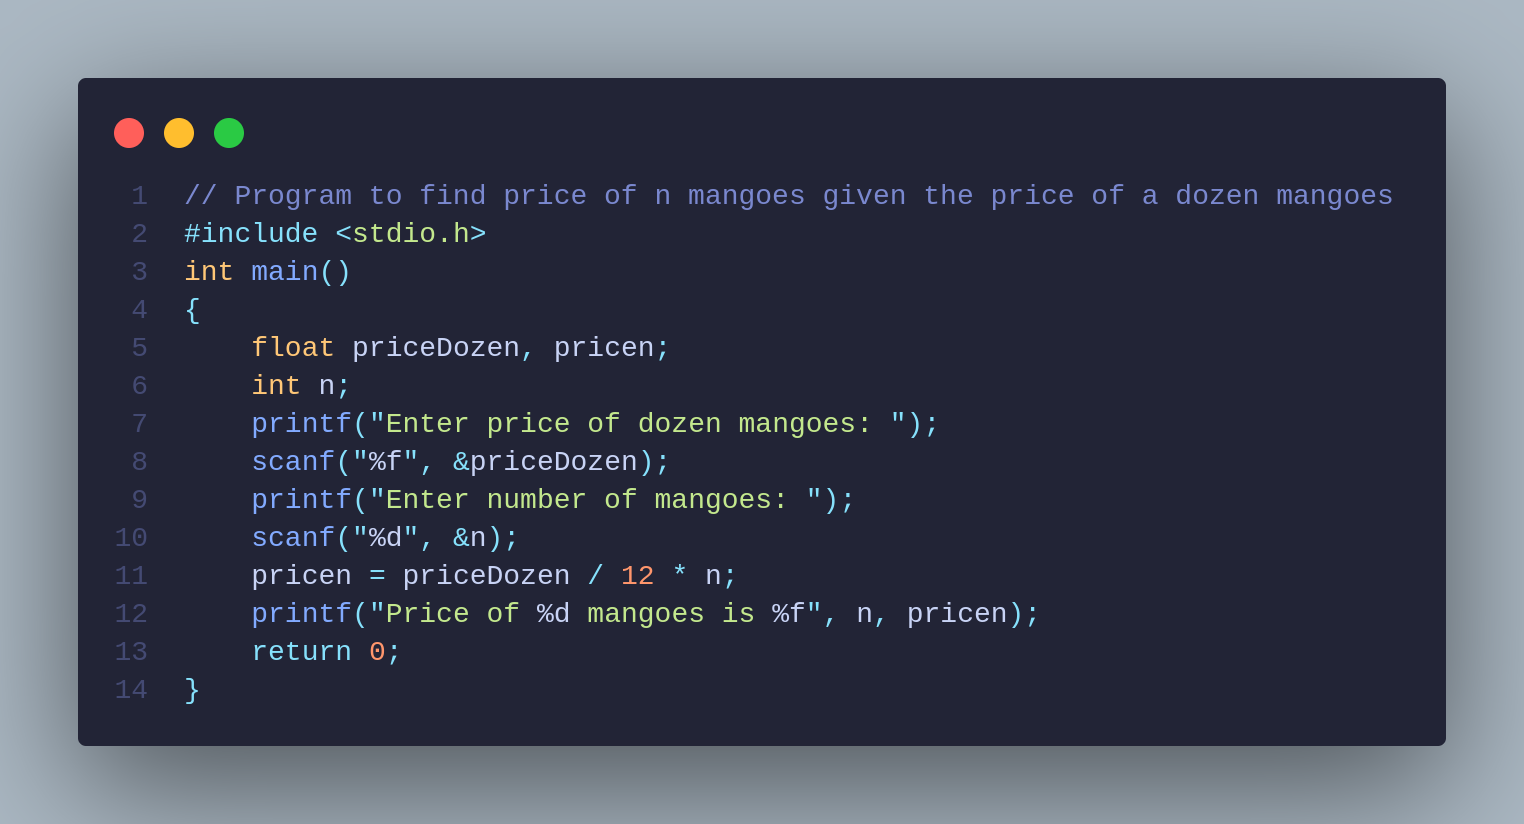 1 // Program to find price of n mangoes given the price of a dozen mangoes
2 #include <stdio.h>
3 int main()
4 {
5     float priceDozen, pricen;
6     int n;
7     printf("Enter price of dozen mangoes: ");
8     scanf("%f", &priceDozen);
9     printf("Enter number of mangoes: ");
10     scanf("%d", &n);
11     pricen = priceDozen / 12 * n;
12     printf("Price of %d mangoes is %f", n, pricen);
13     return 0;
14 }